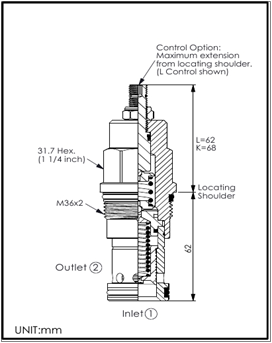 Control Option:
Maximum extension
from locating shoulder.
(L Control shown)
L=62
K=68
31.7 Hex.
(1 1/4 inch)
Locating
Shoulder
M36x2
62
Outlet ②
Inlet ①
UNIT:mm